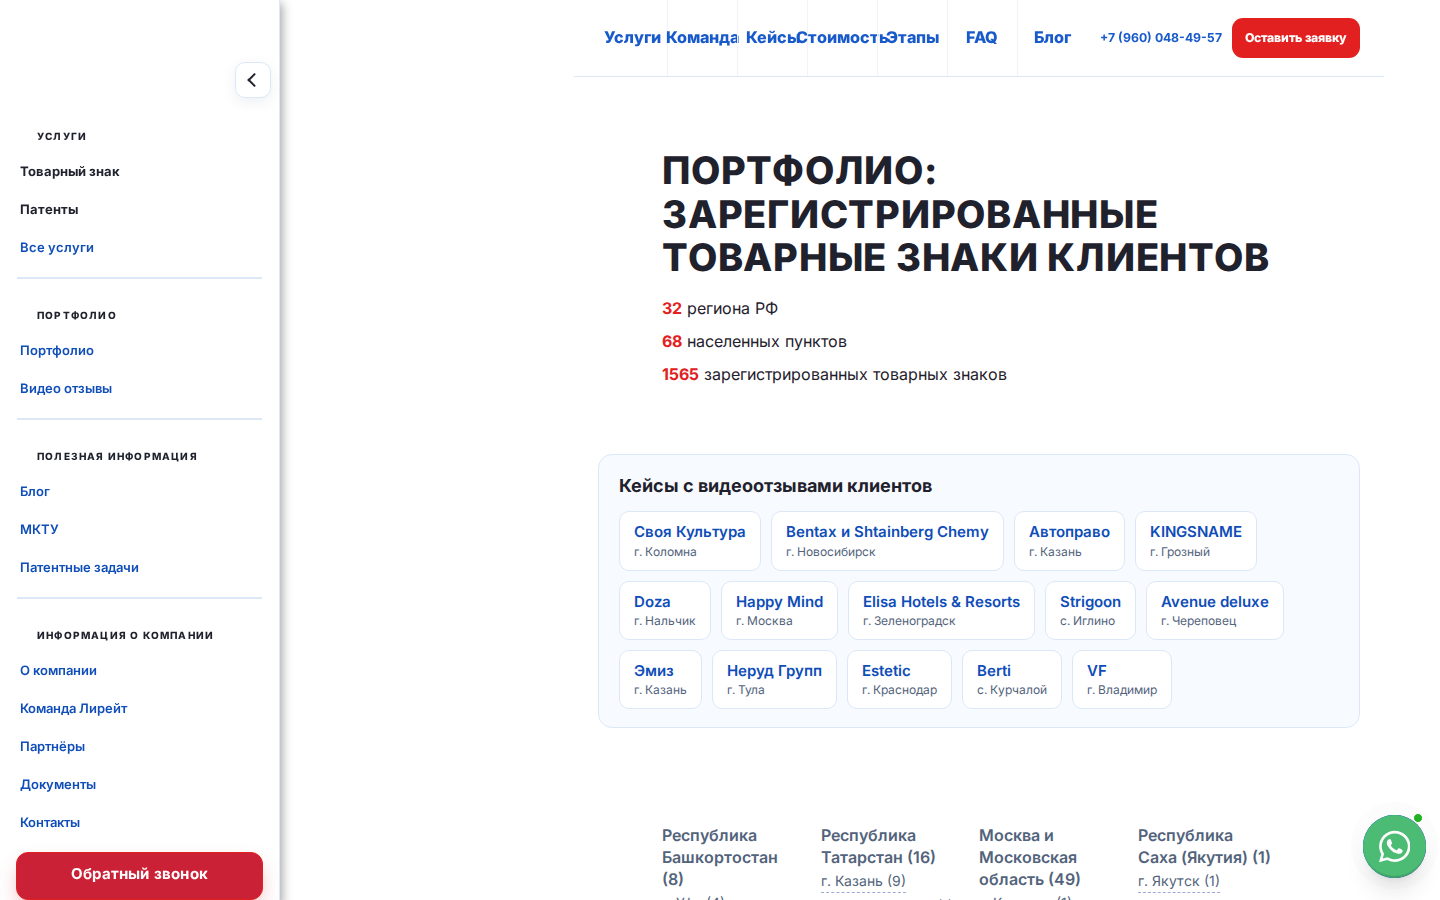 УСЛУГИ
Товарный знак
Патенты
Все услуги
ПОРТФОЛИО
Портфолио
Видео отзывы
ПОЛЕЗНАЯ ИНФОРМАЦИЯ
Блог
МКТУ
Патентные задачи
ИНФОРМАЦИЯ О КОМПАНИИ
О компании
Команда Лирейт
Партнёры
Документы
Контакты
Обратный звонок
Услуги Команда Кейсы Стоимость Этапы FAQ Блог +7 (960) 048-49-57 Оставить заявку
ПОРТФОЛИО:
ЗАРЕГИСТРИРОВАННЫЕ
ТОВАРНЫЕ ЗНАКИ КЛИЕНТОВ
32 региона РФ
68 населенных пунктов
1565 зарегистрированных товарных знаков
Кейсы с видеоотзывами клиентов
Своя Культура
г. Коломна
Bentax и Shtainberg Chemy
г. Новосибирск
Автоправо
г. Казань
KINGSNAME
г. Грозный
Doza
г. Нальчик
Happy Mind
г. Москва
Elisa Hotels & Resorts
г. Зеленоградск
Strigoon
с. Иглино
Avenue deluxe
г. Череповец
Эмиз
г. Казань
Неруд Групп
г. Тула
Estetic
г. Краснодар
Berti
с. Курчалой
VF
г. Владимир
Республика
Башкортостан
(8)
Республика
Татарстан (16)
г. Казань (9)
Москва и
Московская
область (49)
Республика
Саха (Якутия) (1)
г. Якутск (1)